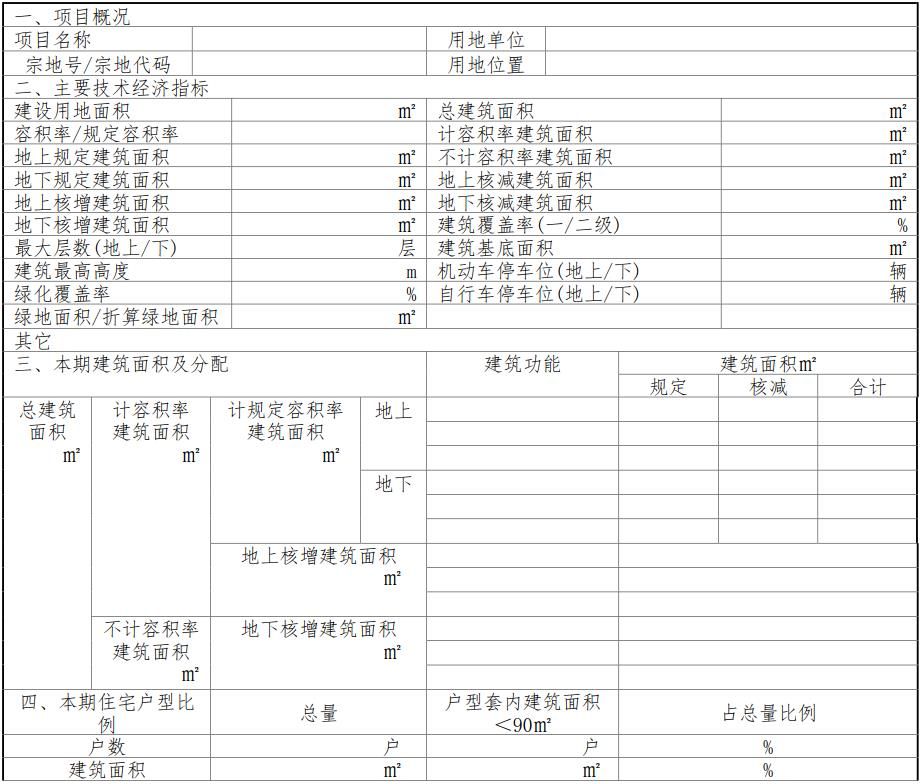 一、项目概况
项目名称 用地单位
宗地号/宗地代码 用地位置
二、主要技术经济指标
建设用地面积 m² 总建筑面积 m²
容积率/规定容积率 计容积率建筑面积 m²
地上规定建筑面积 m² 不计容积率建筑面积 m²
地下规定建筑面积 m² 地上核减建筑面积 m²
地上核增建筑面积 m² 地下核减建筑面积 m²
地下核增建筑面积 m² 建筑覆盖率(一/二级) %
最大层数(地上/下) 层 建筑基底面积 m²
建筑最高高度 m 机动车停车位(地上/下) 辆
绿化覆盖率 % 自行车停车位(地上/下) 辆
绿地面积/折算绿地面积 m²
其它
三、本期建筑面积及分配 建筑功能 建筑面积m²
规定 核减 合计
总建筑 计容积率 计规定容积率 地上
面积 建筑面积 建筑面积
m² m² m²
地下
地上核增建筑面积
m²
不计容积率 地下核增建筑面积
建筑面积 m²
m²
四、本期住宅户型比 总量 户型套内建筑面积 占总量比例
例 <90m²
户数 户 户 %
建筑面积 m² m² %